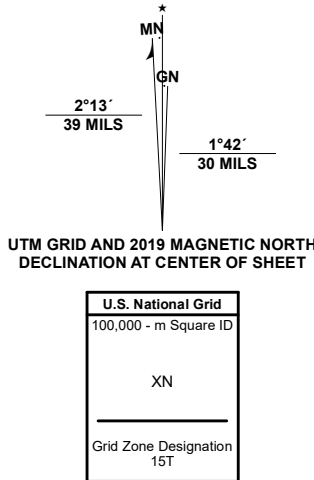 ★
MN
GN
2°13´
39 MILS
1°42´
30 MILS
UTM GRID AND 2019 MAGNETIC NORTH
DECLINATION AT CENTER OF SHEET
U.S. National Grid
100,000 - m Square ID
XN
Grid Zone Designation
15T